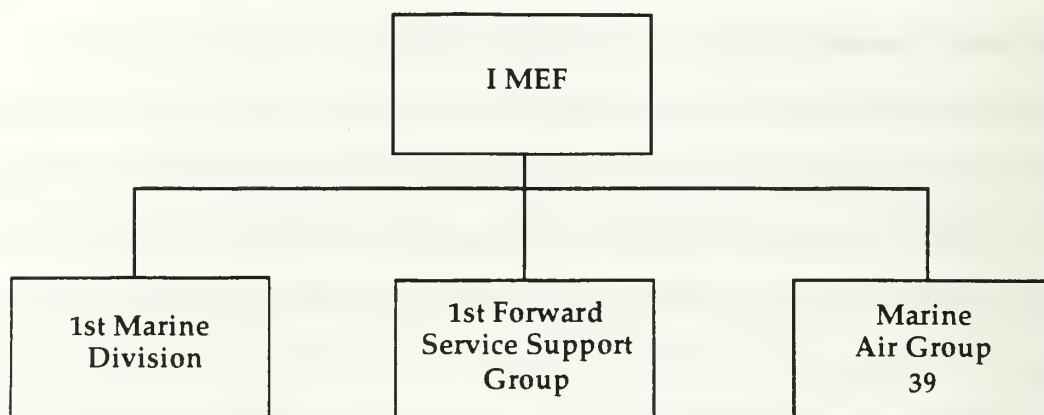 I MEF
1st Marine
Division
1st Forward
Service Support
Group
Marine
Air Group
39